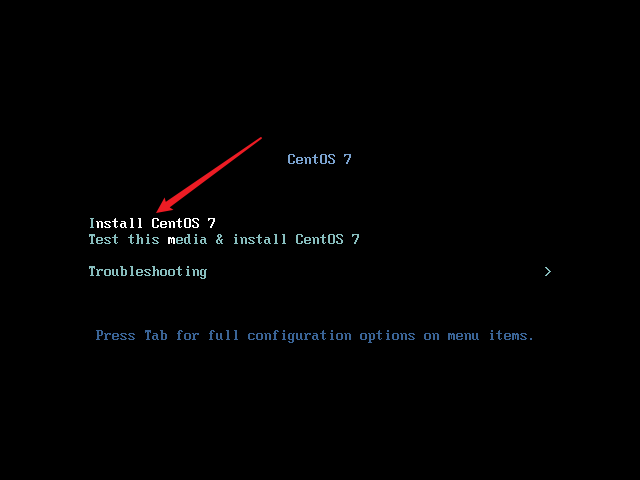 CentOS 7
Install CentOS 7
Test this media & install CentOS 7
Troubleshooting >
Press Tab for full configuration options on menu items.